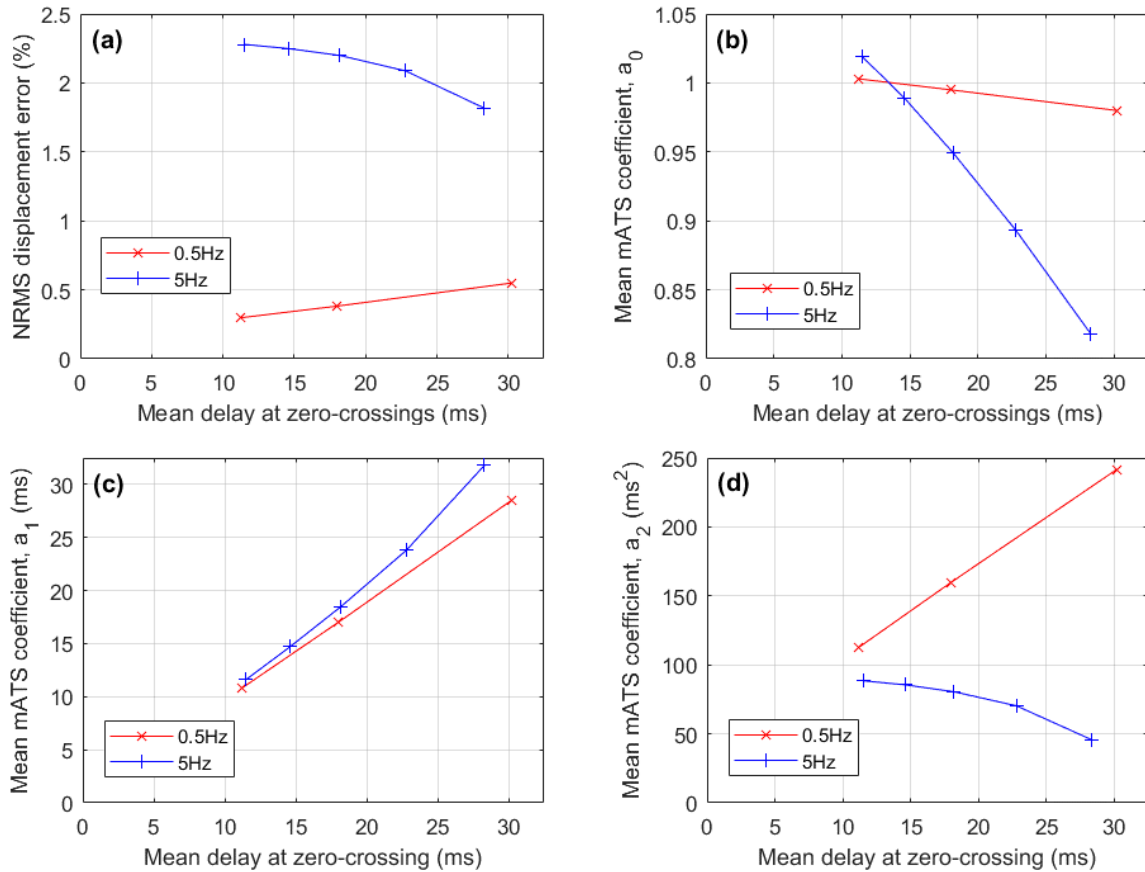 (a)
2.5
2
1.5
1
0.5
0
NRMS displacement error (%)
0.5Hz
5Hz
0 5 10 15 20 25 30
Mean delay at zero-crossings (ms)
(b)
1.05
1
0.95
0.9
0.85
0.8
Mean mATS coefficient, a₀
0.5Hz
5Hz
0 5 10 15 20 25 30
Mean delay at zero-crossings (ms)
(c)
30
25
20
15
10
5
0
Mean mATS coefficient, a₁ (ms)
0.5Hz
5Hz
0 5 10 15 20 25 30
Mean delay at zero-crossing (ms)
(d)
250
200
150
100
50
0
Mean mATS coefficient, a₂ (ms²)
0.5Hz
5Hz
0 5 10 15 20 25 30
Mean delay at zero-crossing (ms)